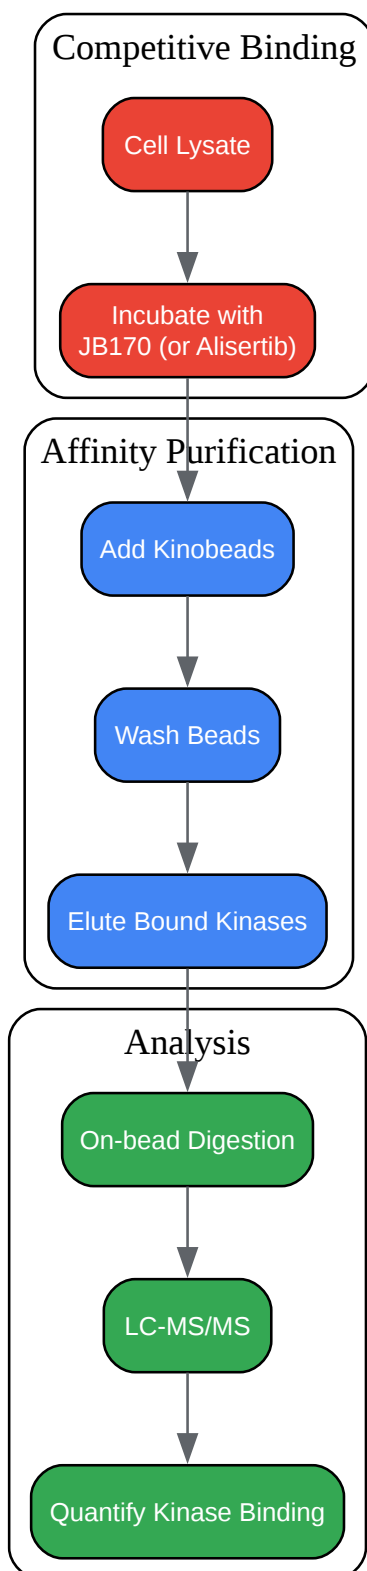 Competitive Binding
Cell Lysate
Incubate with
JB170 (or Alisertib)
Affinity Purification
Add Kinobeads
Wash Beads
Elute Bound Kinases
Analysis
On-bead Digestion
LC-MS/MS
Quantify Kinase Binding